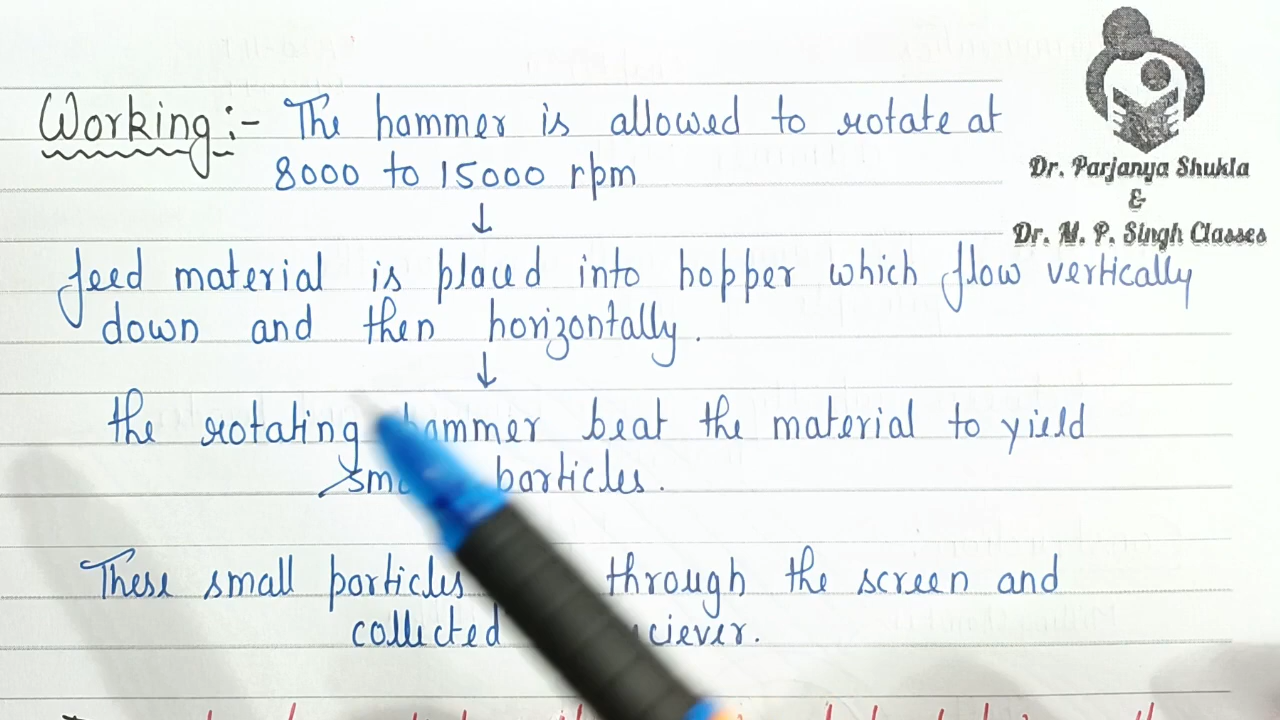 Working :- The hammer is allowed to rotate at
8000 to 15000 rpm
↓
feed material is placed into hopper which flow vertically
down and then horizontally.
↓
the rotating hammer beat the material to yield
particles.
These small particles through the screen and
collected
Dr. Parjanya Shukla
&
Dr. M. P. Singh Classes